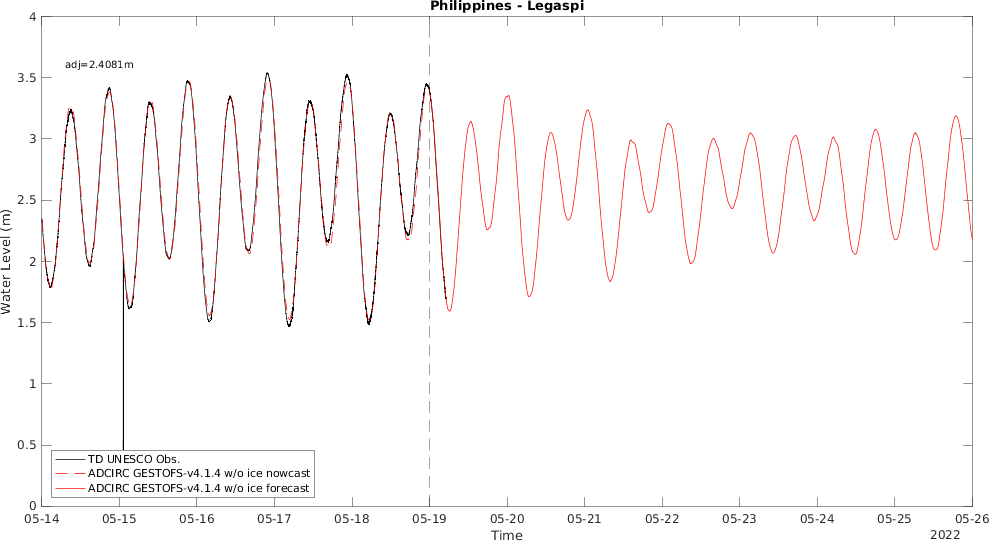 Philippines - Legaspi
adj=2.4081m
Water Level (m)
4
3.5
3
2.5
2
1.5
1
0.5
0
TD UNESCO Obs.
ADCIRC GESTOFS-v4.1.4 w/o ice nowcast
ADCIRC GESTOFS-v4.1.4 w/o ice forecast
05-14 05-15 05-16 05-17 05-18 05-19 05-20 05-21 05-22 05-23 05-24 05-25 05-26
Time
2022